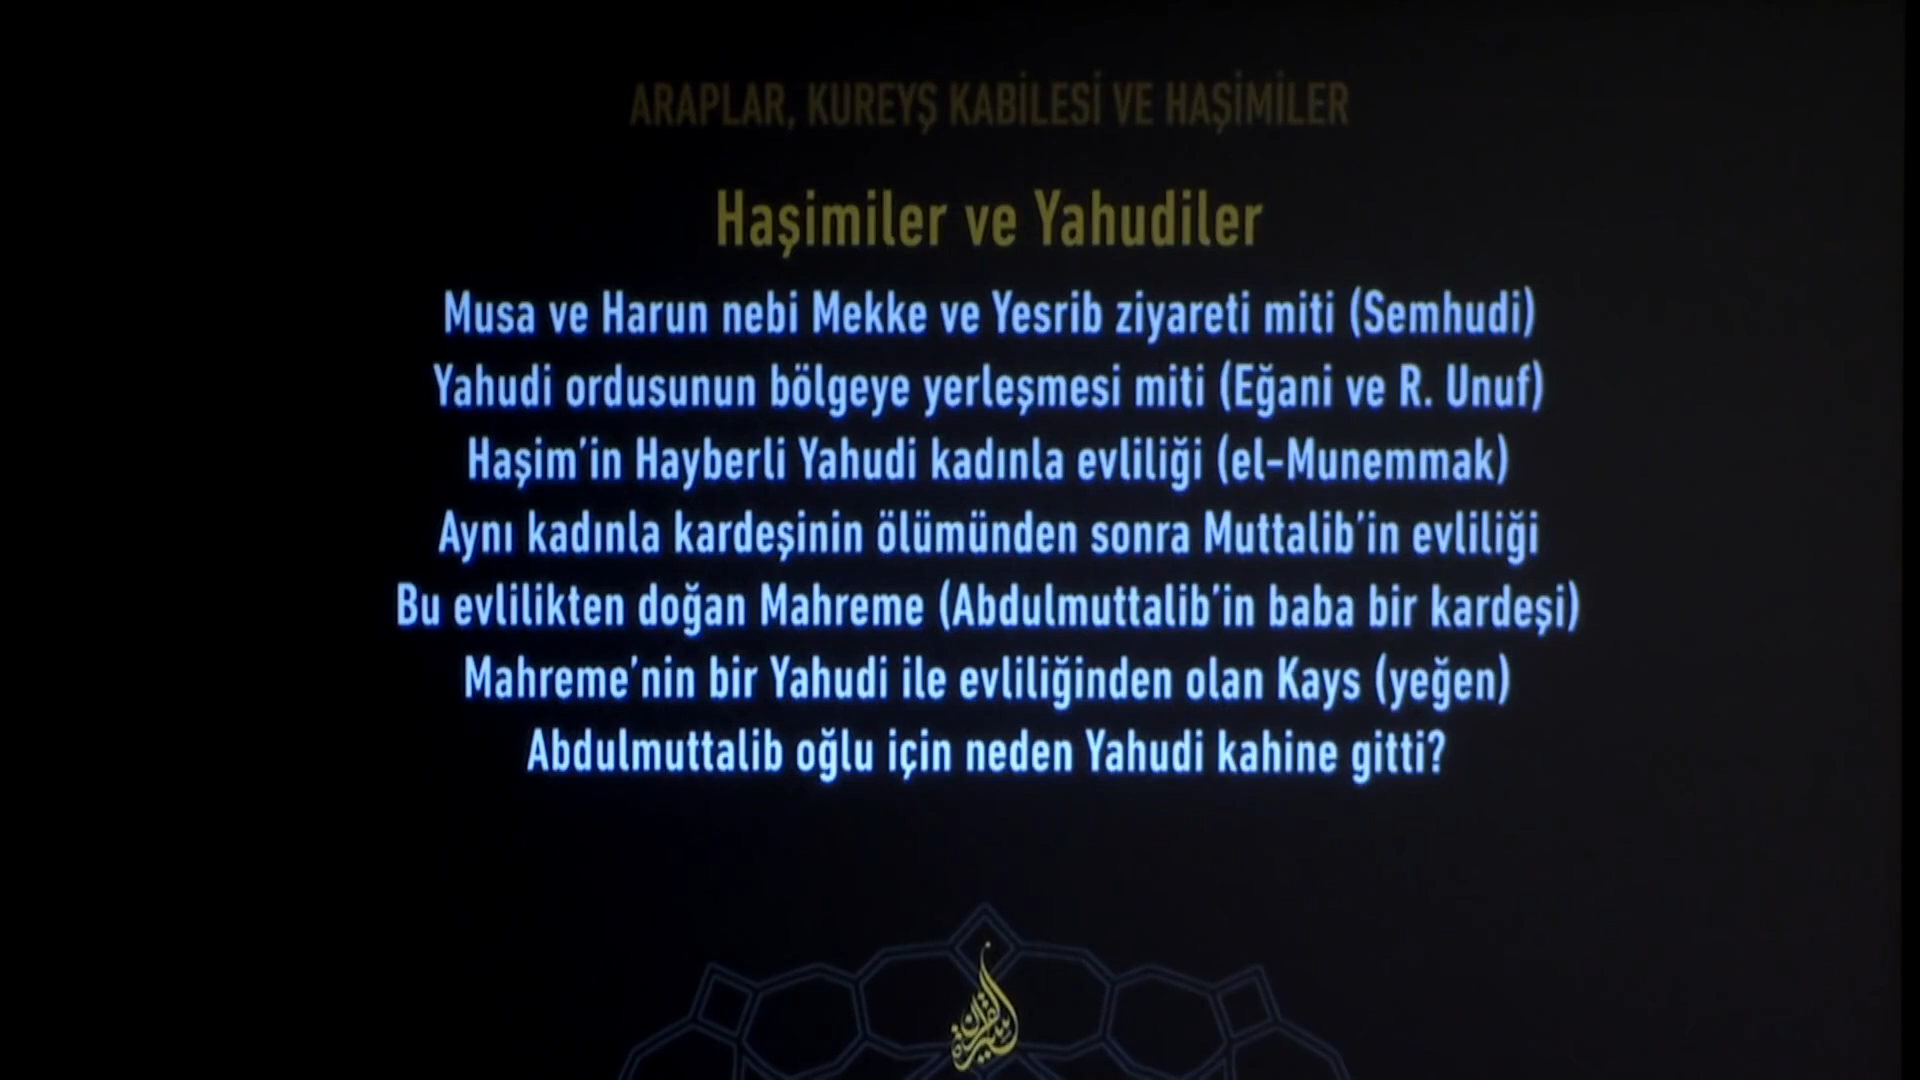 ARAPLAR, KUREYŞ KABİLESİ VE HAŞİMİLER
Haşimiler ve Yahudiler
Musa ve Harun nebi Mekke ve Yesrib ziyareti miti (Semhudi)
Yahudi ordusunun bölgeye yerleşmesi miti (Eğani ve R. Unuf)
Haşim'in Hayberli Yahudi kadınla evliliği (el-Munemmak)
Aynı kadınla kardeşinin ölümünden sonra Muttalib'in evliliği
Bu evlilikten doğan Mahreme (Abdulmuttalib'in baba bir kardeşi)
Mahreme'nin bir Yahudi ile evliliğinden olan Kays (yeğen)
Abdulmuttalib oğlu için neden Yahudi kahine gitti?